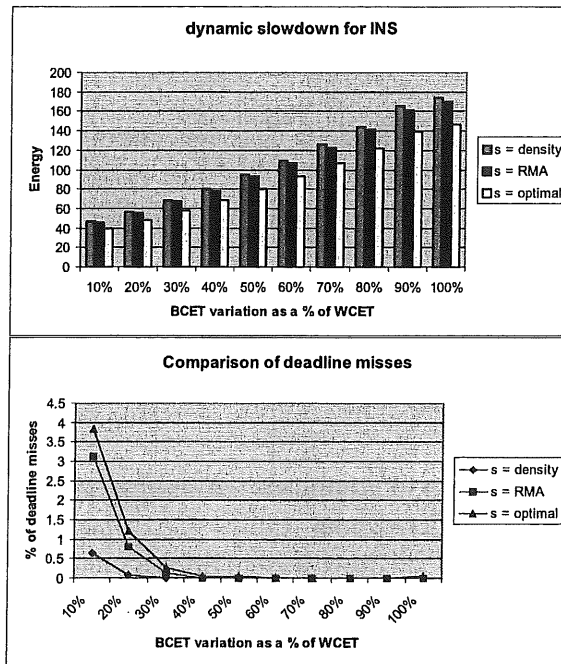 dynamic slowdown for INS
Energy
200
180
160
140
120
100
80
60
40
20
0
10% 20% 30% 40% 50% 60% 70% 80% 90% 100%
BCET variation as a % of WCET
s = density
s = RMA
s = optimal
Comparison of deadline misses
% of deadline misses
4.5
4
3.5
3
2.5
2
1.5
1
0.5
0
10% 20% 30% 40% 50% 60% 70% 80% 90% 100%
BCET variation as a % of WCET
s = density
s = RMA
s = optimal